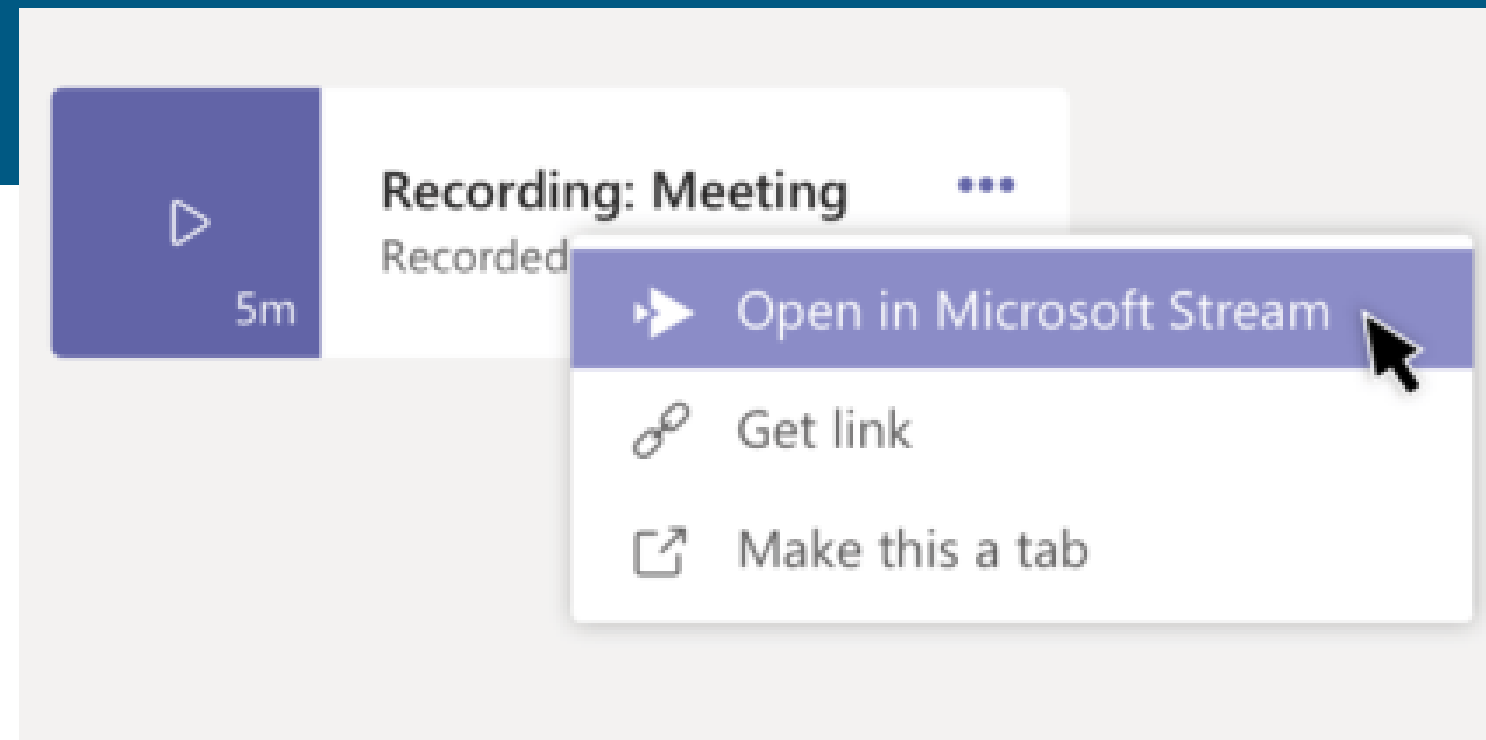 Recording: Meeting
Recorded
5m
Open in Microsoft Stream
Get link
Make this a tab